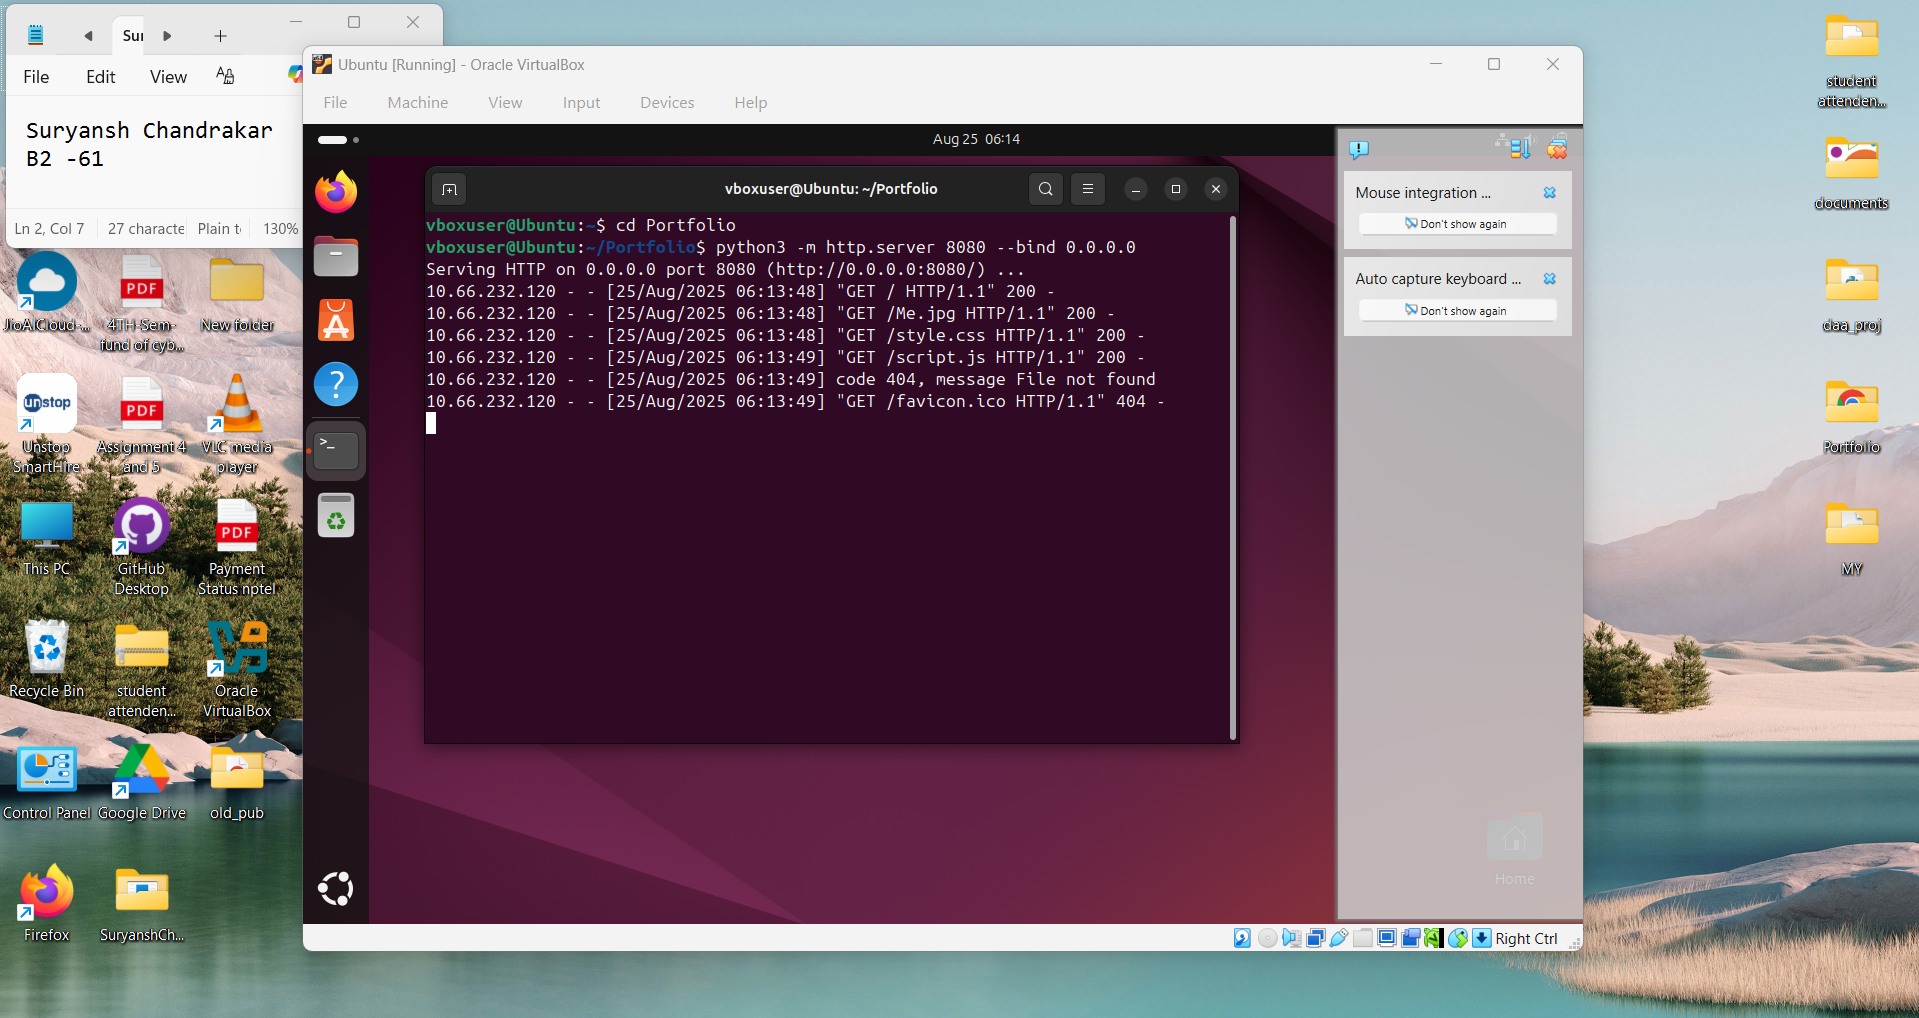 Sur
File Edit View
Suryansh Chandrakar
B2 -61
Ln 2, Col 7 27 characte Plain t 130%
Ubuntu [Running] - Oracle VirtualBox
File Machine View Input Devices Help
Aug 25 06:14
vboxuser@Ubuntu: ~/Portfolio
vboxuser@Ubuntu:~$ cd Portfolio
vboxuser@Ubuntu:~/Portfolio$ python3 -m http.server 8080 --bind 0.0.0.0
Serving HTTP on 0.0.0.0 port 8080 (http://0.0.0.0:8080/) ...
10.66.232.120 - - [25/Aug/2025 06:13:48] "GET / HTTP/1.1" 200 -
10.66.232.120 - - [25/Aug/2025 06:13:48] "GET /Me.jpg HTTP/1.1" 200 -
10.66.232.120 - - [25/Aug/2025 06:13:48] "GET /style.css HTTP/1.1" 200 -
10.66.232.120 - - [25/Aug/2025 06:13:49] "GET /script.js HTTP/1.1" 200 -
10.66.232.120 - - [25/Aug/2025 06:13:49] code 404, message File not found
10.66.232.120 - - [25/Aug/2025 06:13:49] "GET /favicon.ico HTTP/1.1" 404 -
Mouse integration ...
Don't show again
Auto capture keyboard ...
Don't show again
Home
Right Ctrl
JioAICloud-...
PDF
4TH-Sem-
fund of cyb...
New folder
unstop
Unstop
SmartHire
PDF
Assignment 4
and 5
VLC media
player
This PC
GitHub
Desktop
PDF
Payment
Status nptel
Recycle Bin
student
attenden...
Oracle
VirtualBox
Control Panel
Google Drive
old_pub
Firefox
SuryanshCh...
student
attenden...
documents
daa_proj
Portfolio
MY